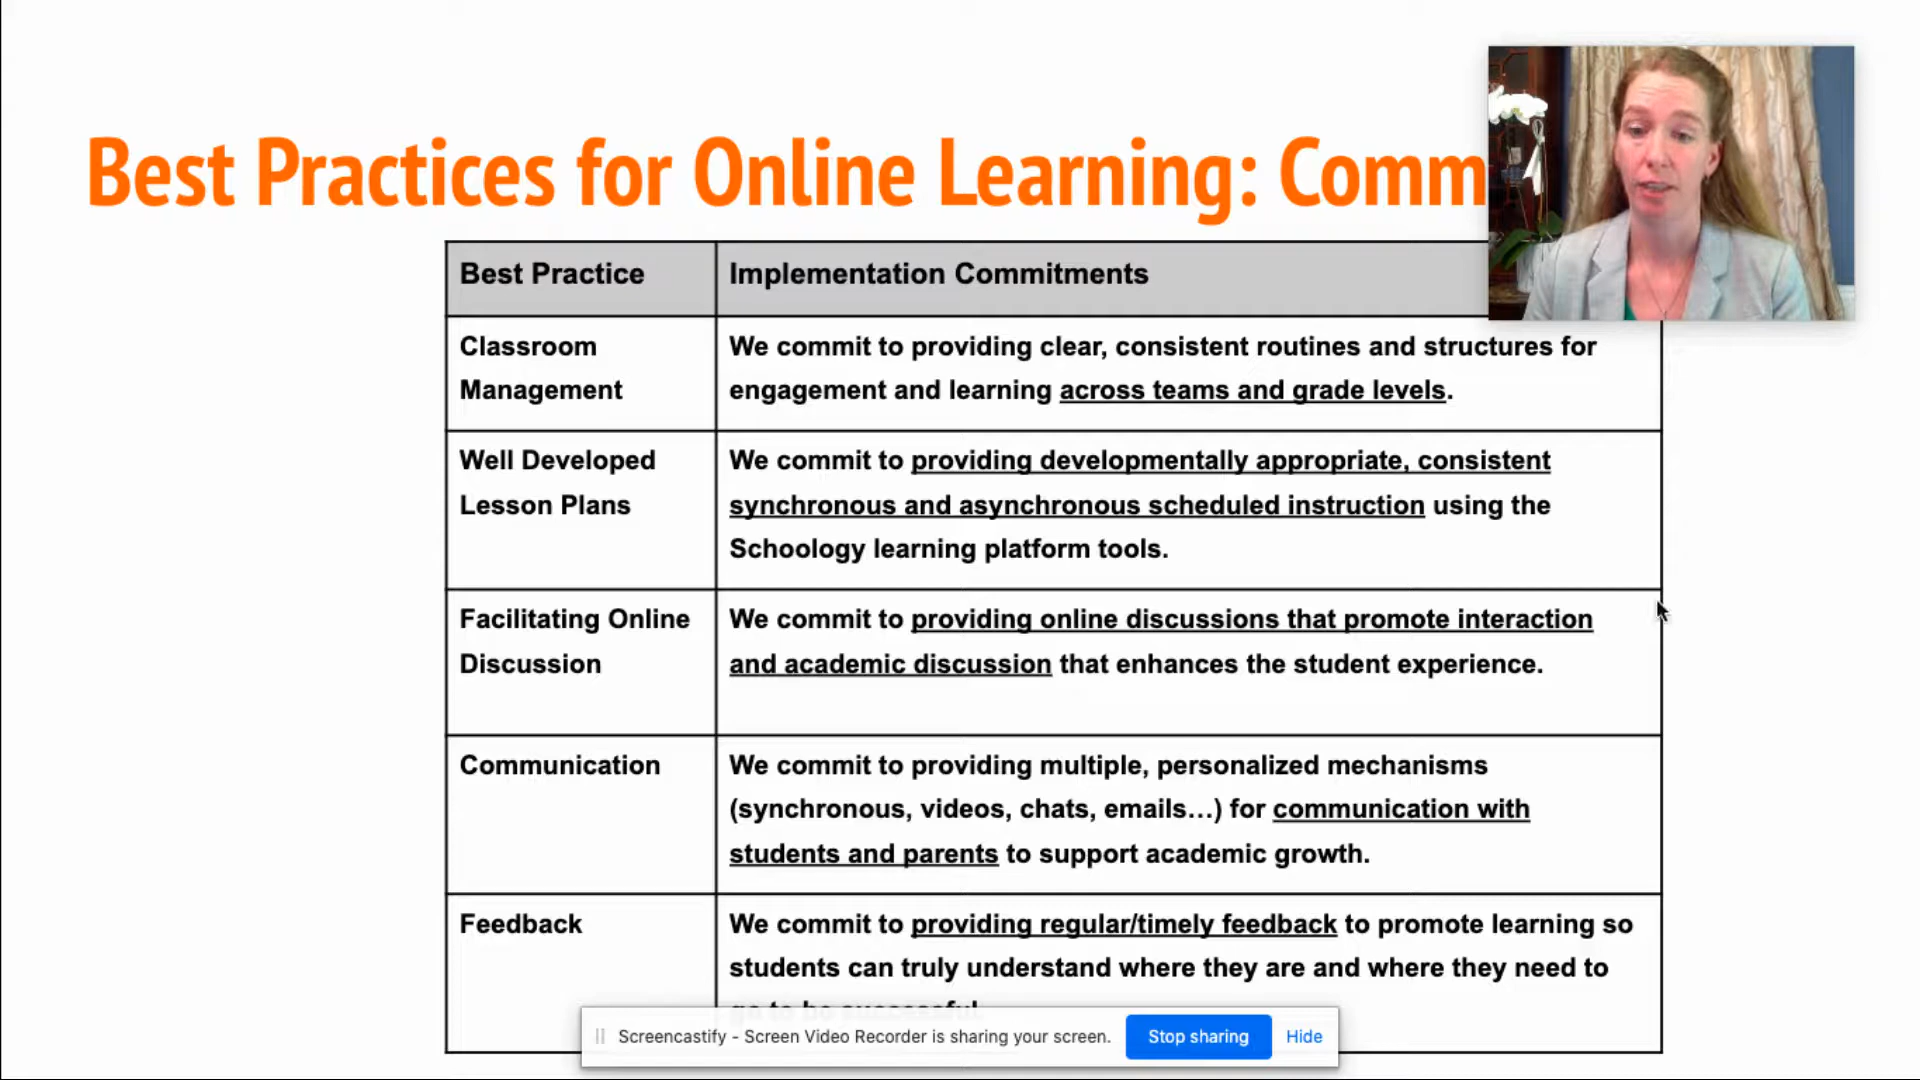 Best Practices for Online Learning: Comm
Best Practice
Implementation Commitments
Classroom
Management
We commit to providing clear, consistent routines and structures for
engagement and learning across teams and grade levels.
Well Developed
Lesson Plans
We commit to providing developmentally appropriate, consistent
synchronous and asynchronous scheduled instruction using the
Schoology learning platform tools.
Facilitating Online
Discussion
We commit to providing online discussions that promote interaction
and academic discussion that enhances the student experience.
Communication
We commit to providing multiple, personalized mechanisms
(synchronous, videos, chats, emails...) for communication with
students and parents to support academic growth.
Feedback
We commit to providing regular/timely feedback to promote learning so
students can truly understand where they are and where they need to
go to be successful.
Screencastify - Screen Video Recorder is sharing your screen.
Stop sharing
Hide